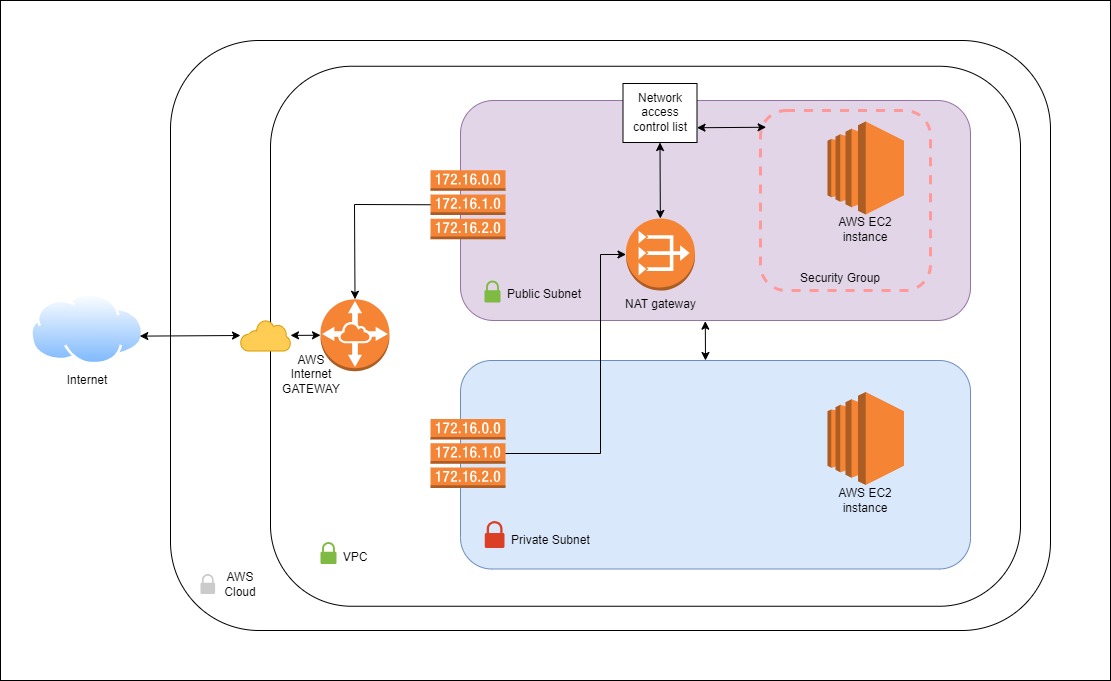 Network
access
control list
172.16.0.0
172.16.1.0
172.16.2.0
AWS EC2
instance
Security Group
Public Subnet
NAT gateway
Internet
AWS
Internet
GATEWAY
172.16.0.0
172.16.1.0
172.16.2.0
AWS EC2
instance
Private Subnet
VPC
AWS
Cloud